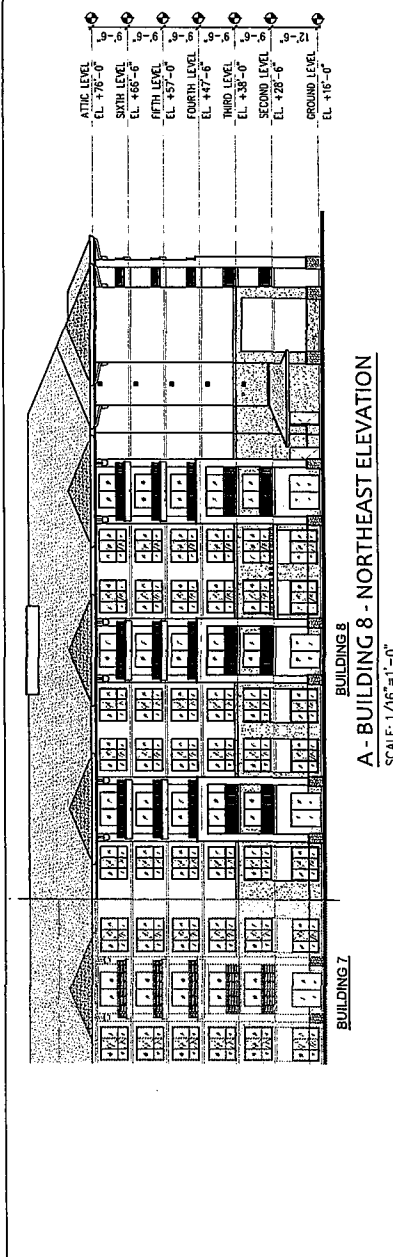 ATTIC LEVEL
EL. +76'-0"
9'-6"
SIXTH LEVEL
EL. +66'-6"
9'-6"
FIFTH LEVEL
EL. +57'-0"
9'-6"
FOURTH LEVEL
EL. +47'-6"
9'-6"
THIRD LEVEL
EL. +38'-0"
9'-6"
SECOND LEVEL
EL. +28'-6"
12'-6"
GROUND LEVEL
EL. +16'-0"
BUILDING 7
BUILDING 8
A - BUILDING 8 - NORTHEAST ELEVATION
SCALE: 1/16"=1'-0"